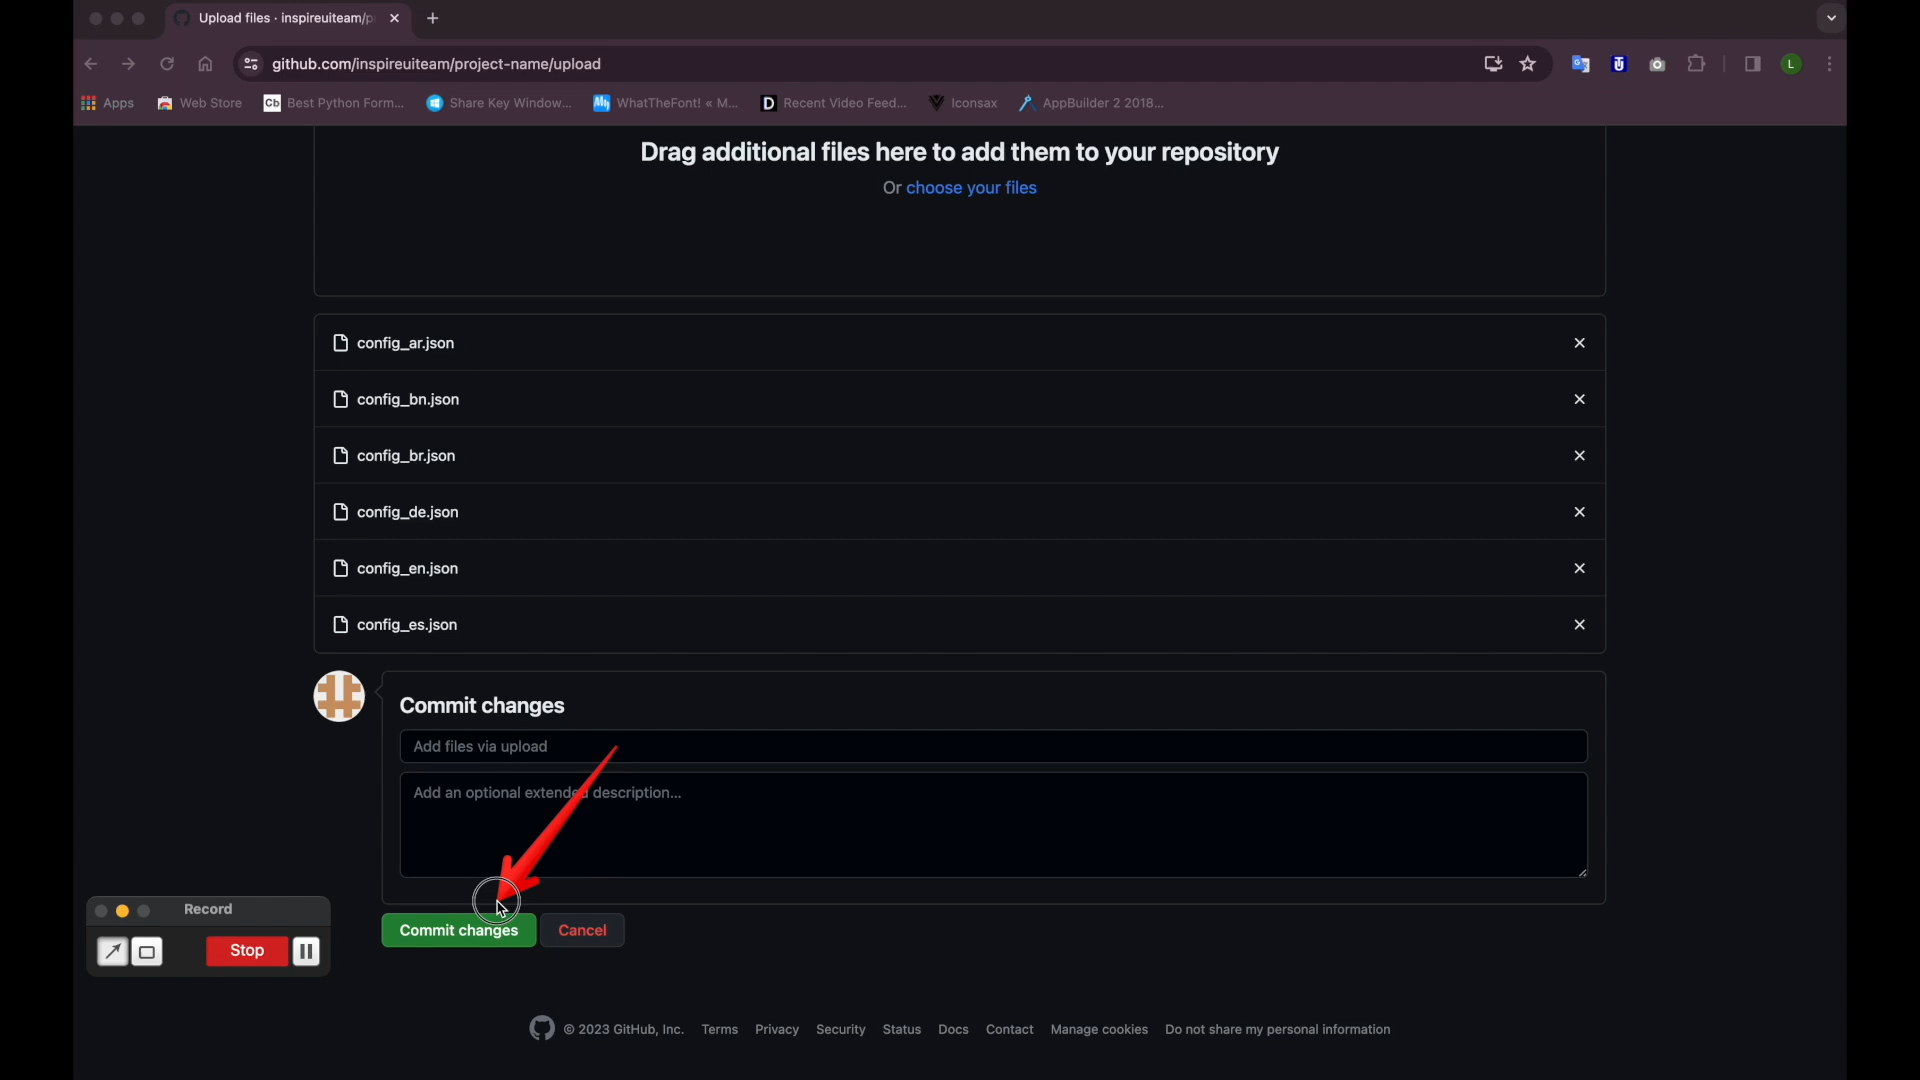 Upload files · inspireuiteam/p
github.com/inspireuiteam/project-name/upload
L
Apps
Web Store
Cb Best Python Form...
Share Key Window...
WhatTheFont! « M...
D Recent Video Feed...
Iconsax
AppBuilder 2 2018...
Drag additional files here to add them to your repository
Or choose your files
config_ar.json
config_bn.json
config_br.json
config_de.json
config_en.json
config_es.json
Commit changes
Add files via upload
Add an optional extended description...
Record
Stop
Commit changes
Cancel
© 2023 GitHub, Inc. Terms Privacy Security Status Docs Contact Manage cookies Do not share my personal information